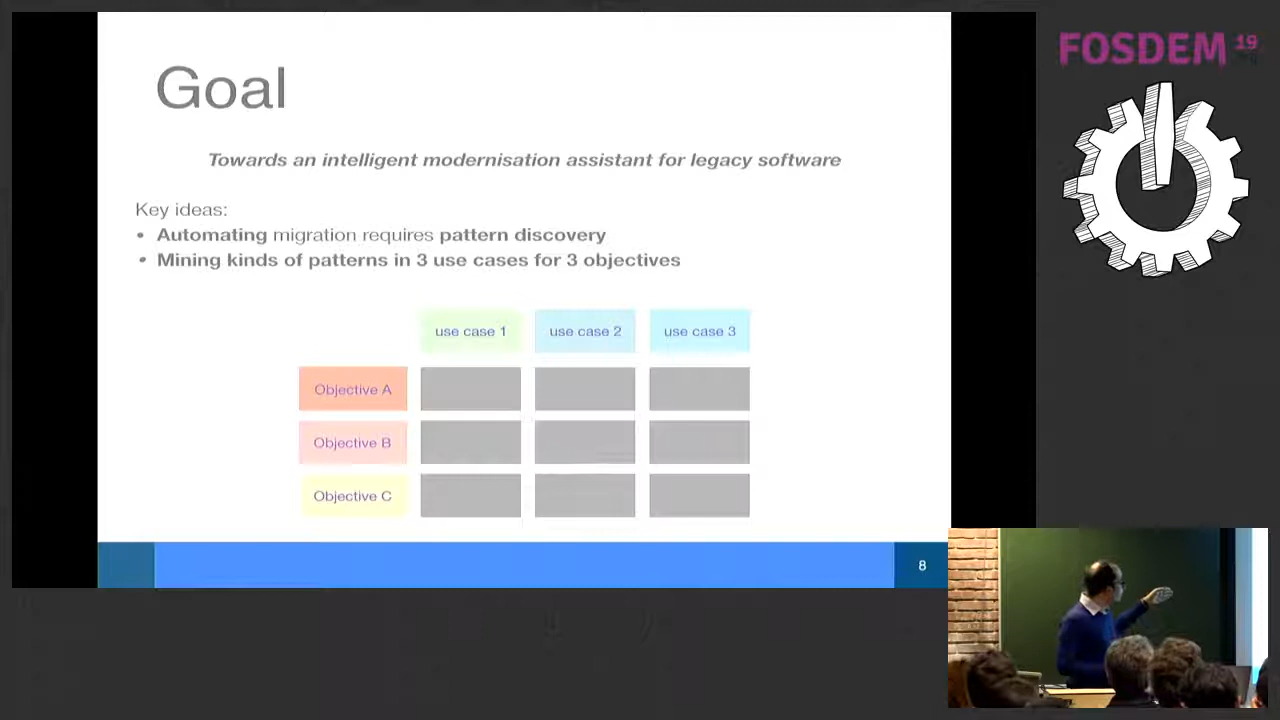 Goal
Towards an intelligent modernisation assistant for legacy software
Key ideas:
• Automating migration requires pattern discovery
• Mining kinds of patterns in 3 use cases for 3 objectives
use case 1 use case 2 use case 3
Objective A
Objective B
Objective C
8
FOSDEM 19